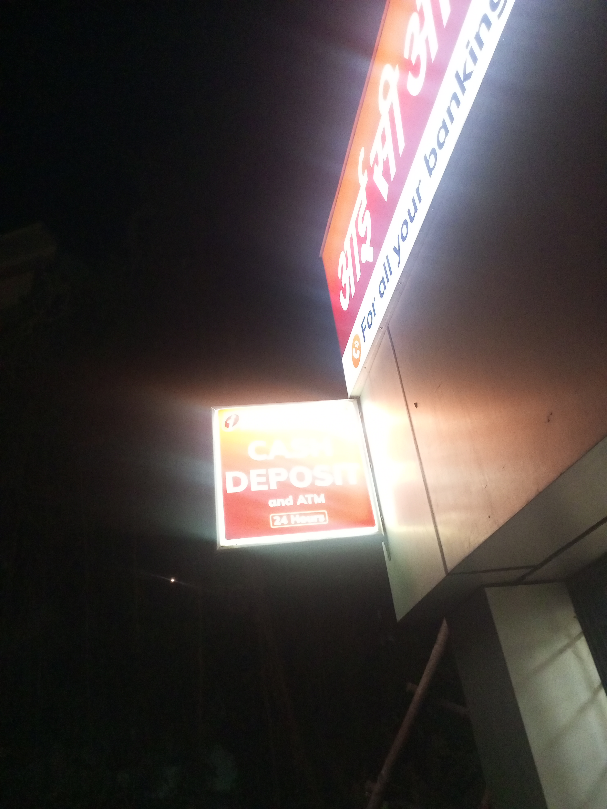 आई सी आ
For all your banking
CASH
DEPOSIT
and ATM
24 Hours